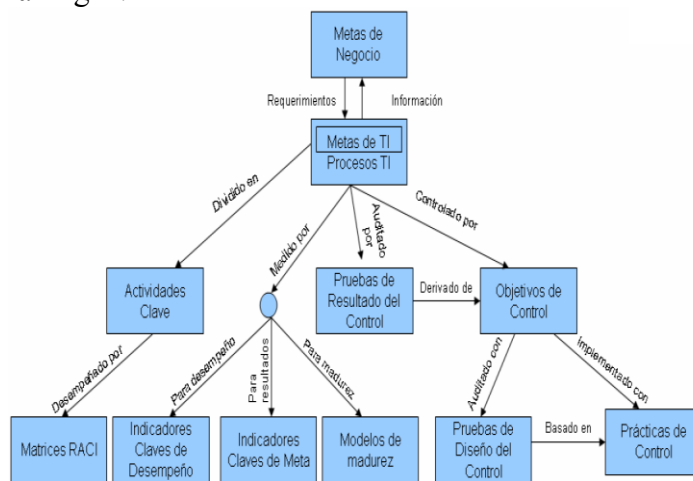 Metas de
Negocio
Requerimientos
Información
Metas de TI
Procesos TI
Dividido en
Medido por
Auditado
por
Controlado por
Actividades
Clave
Pruebas de
Resultado del
Control
Derivado de
Objetivos de
Control
Desempeñado por
Para desempeño
Para
resultados
Para madurez
Auditado con
Implementado con
Matrices RACI
Indicadores
Claves de
Desempeño
Indicadores
Claves de Meta
Modelos de
madurez
Pruebas de
Diseño del
Control
Basado en
Prácticas de
Control